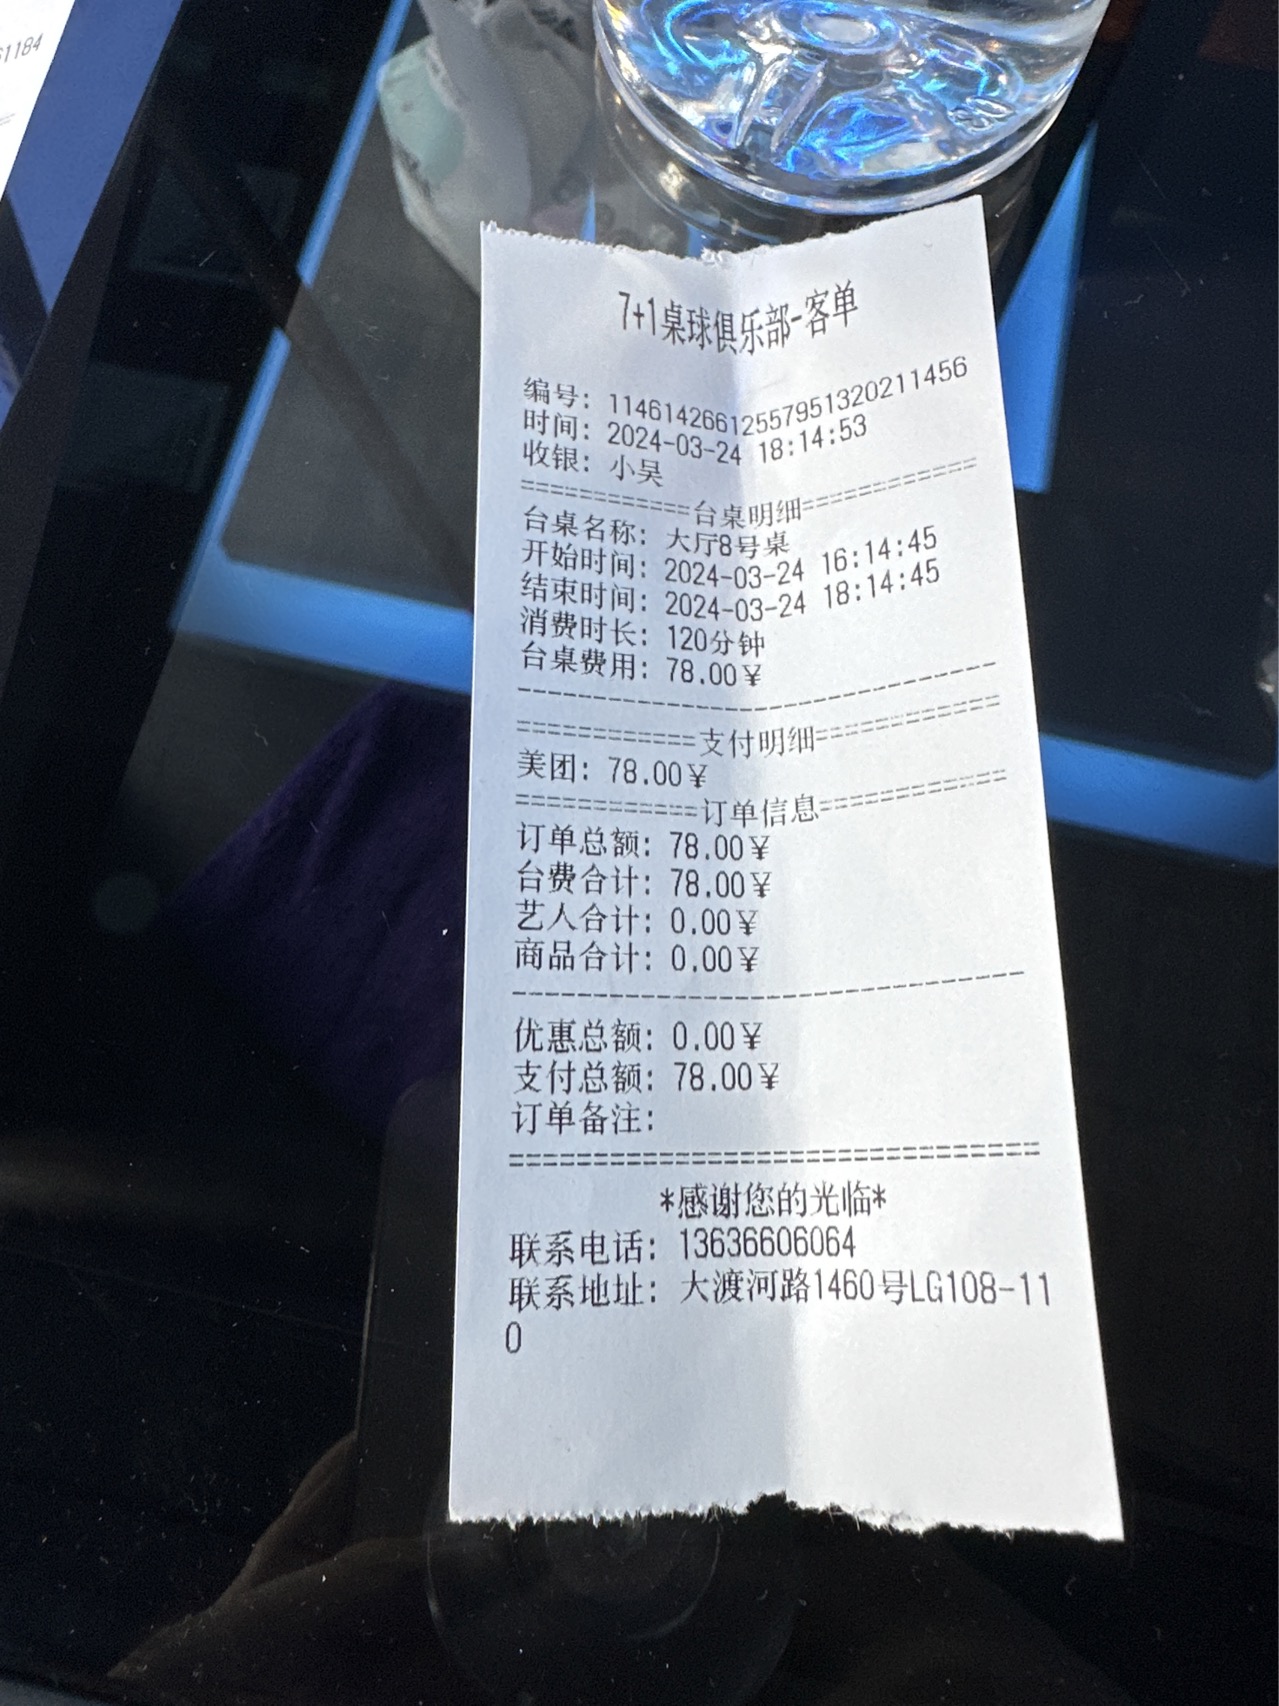 61184
7+1桌球俱乐部-客单
编号: 1146142661255795132021​1456
时间: 2024-03-24 18:14:53
收银: 小吴
===========台桌明细===========
台桌名称: 大厅8号桌
开始时间: 2024-03-24 16:14:45
结束时间: 2024-03-24 18:14:45
消费时长: 120分钟
台桌费用: 78.00¥
--------------------------------
===========支付明细===========
美团: 78.00¥
===========订单信息===========
订单总额: 78.00¥
台费合计: 78.00¥
艺人合计: 0.00¥
商品合计: 0.00¥
--------------------------------
优惠总额: 0.00¥
支付总额: 78.00¥
订单备注:
================================
*感谢您的光临*
联系电话: 13636606064
联系地址: 大渡河路1460号LG108-11
0